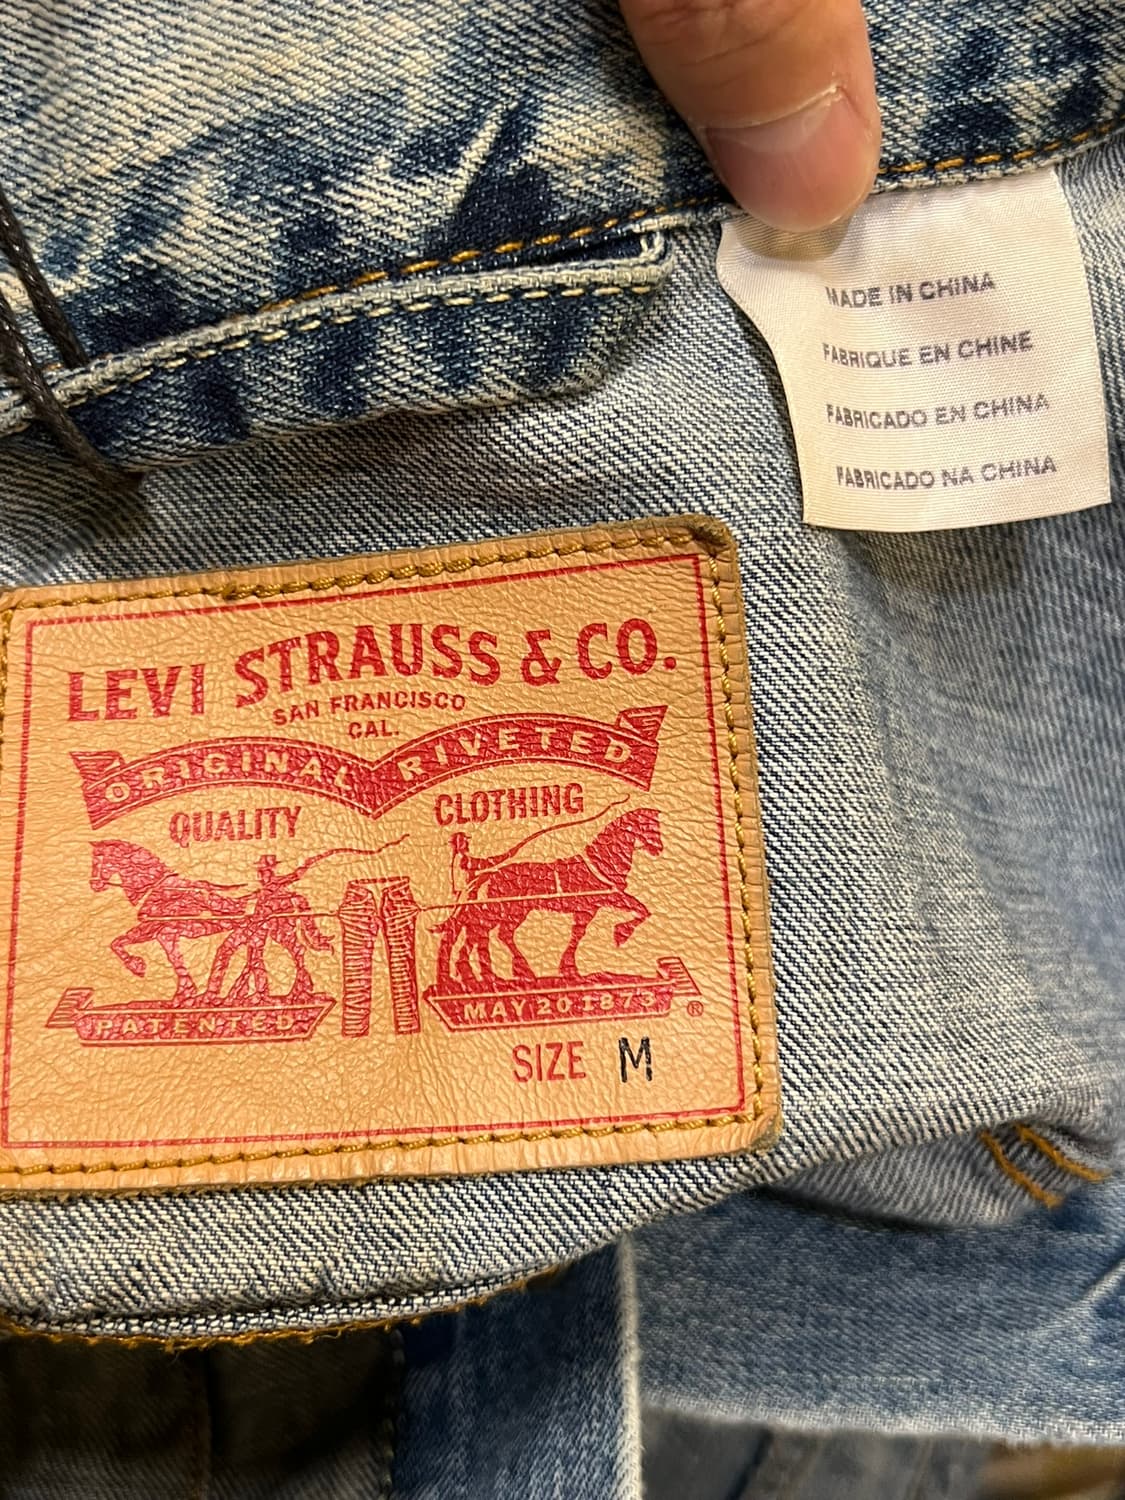 MADE IN CHINA
FABRIQUE EN CHINE
FABRICADO EN CHINA
FABRICADO NA CHINA
LEVI STRAUSS & CO.
SAN FRANCISCO
CAL.
ORIGINAL RIVETED
QUALITY CLOTHING
PATENTED MAY 20 1873 ®
SIZE M